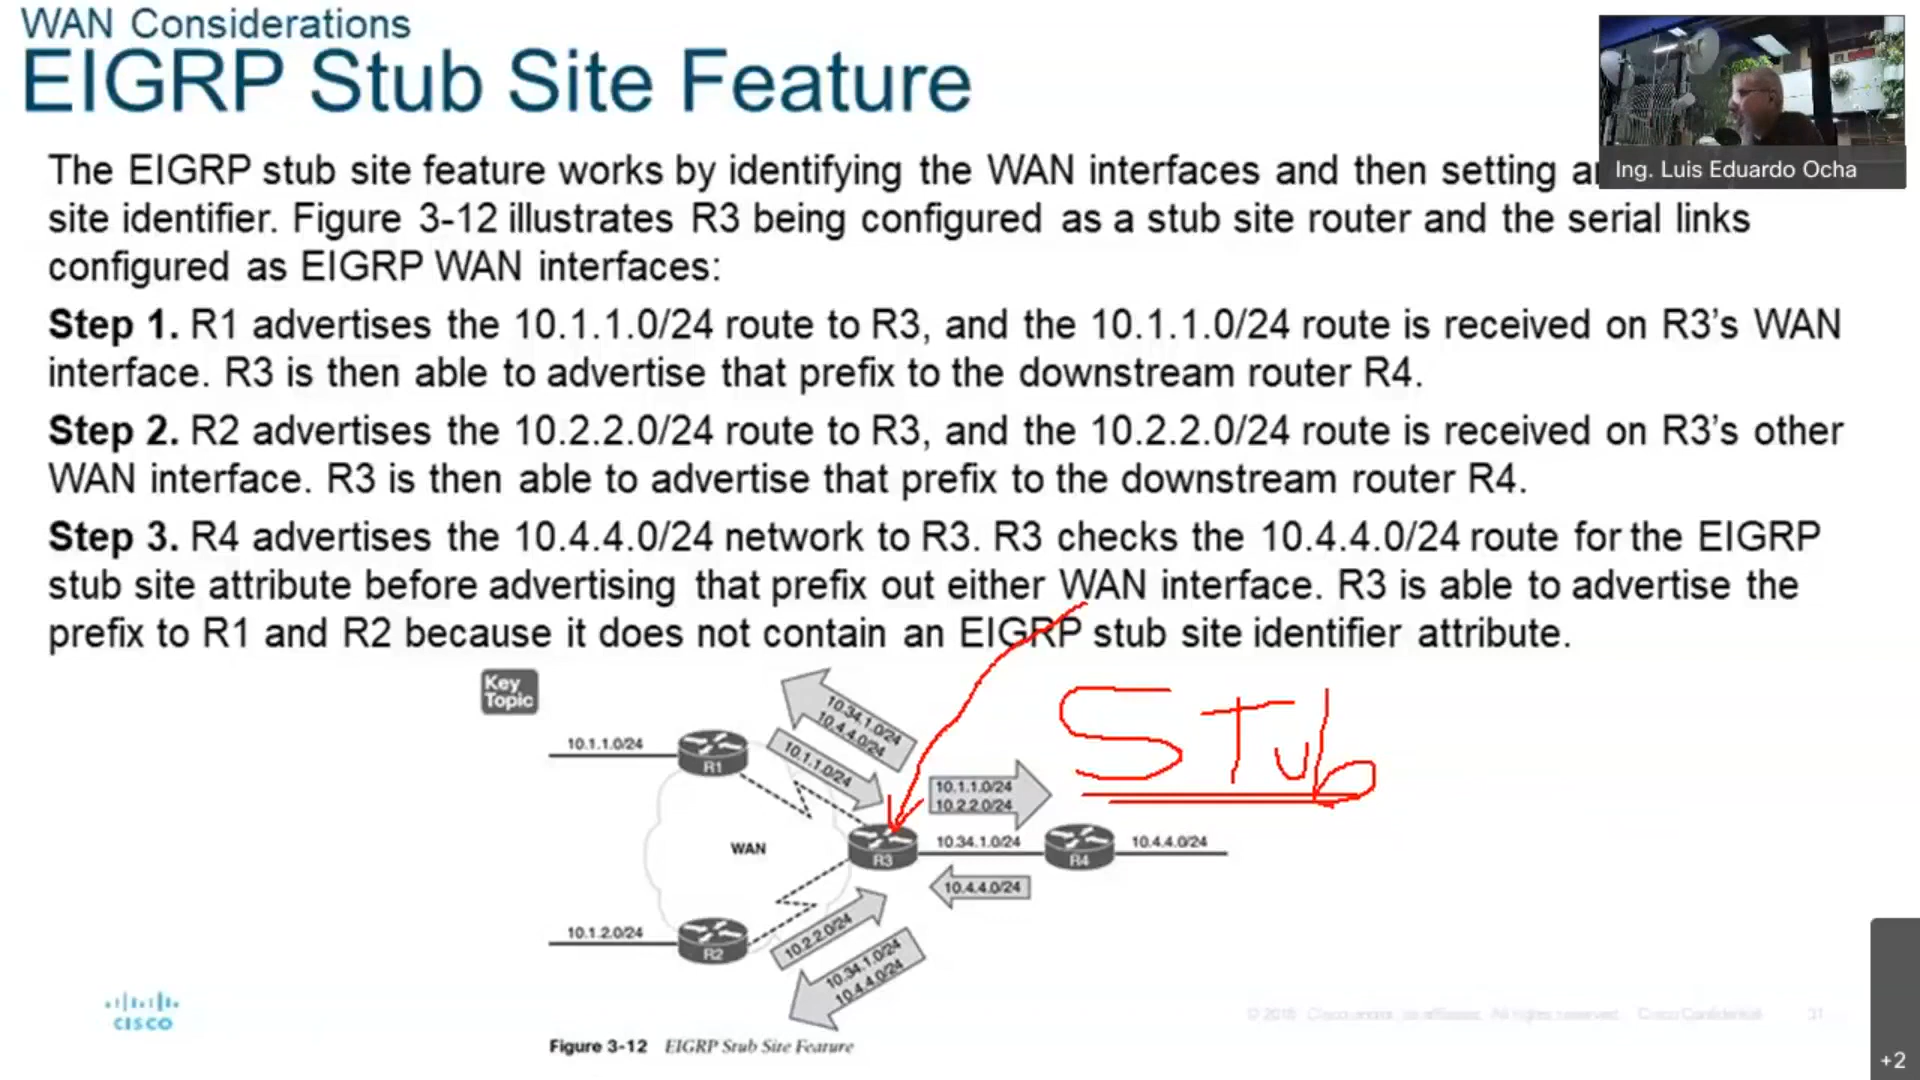 WAN Considerations
EIGRP Stub Site Feature
Ing. Luis Eduardo Ocha
The EIGRP stub site feature works by identifying the WAN interfaces and then setting
site identifier. Figure 3-12 illustrates R3 being configured as a stub site router and the serial links
configured as EIGRP WAN interfaces:
Step 1. R1 advertises the 10.1.1.0/24 route to R3, and the 10.1.1.0/24 route is received on R3's WAN
interface. R3 is then able to advertise that prefix to the downstream router R4.
Step 2. R2 advertises the 10.2.2.0/24 route to R3, and the 10.2.2.0/24 route is received on R3's other
WAN interface. R3 is then able to advertise that prefix to the downstream router R4.
Step 3. R4 advertises the 10.4.4.0/24 network to R3. R3 checks the 10.4.4.0/24 route for the EIGRP
stub site attribute before advertising that prefix out either WAN interface. R3 is able to advertise the
prefix to R1 and R2 because it does not contain an EIGRP stub site identifier attribute.
Key
Topic
STub
10.34.1.0/24
10.4.4.0/24
10.1.1.0/24
R1
10.1.1.0/24
10.1.1.0/24
10.2.2.0/24
WAN
R3
10.34.1.0/24
R4
10.4.4.0/24
10.4.4.0/24
10.1.2.0/24
R2
10.2.2.0/24
10.34.1.0/24
10.4.4.0/24
CISCO
All rights reserved. Cisco Confidential
31
Figure 3-12 EIGRP Stub Site Feature
+2